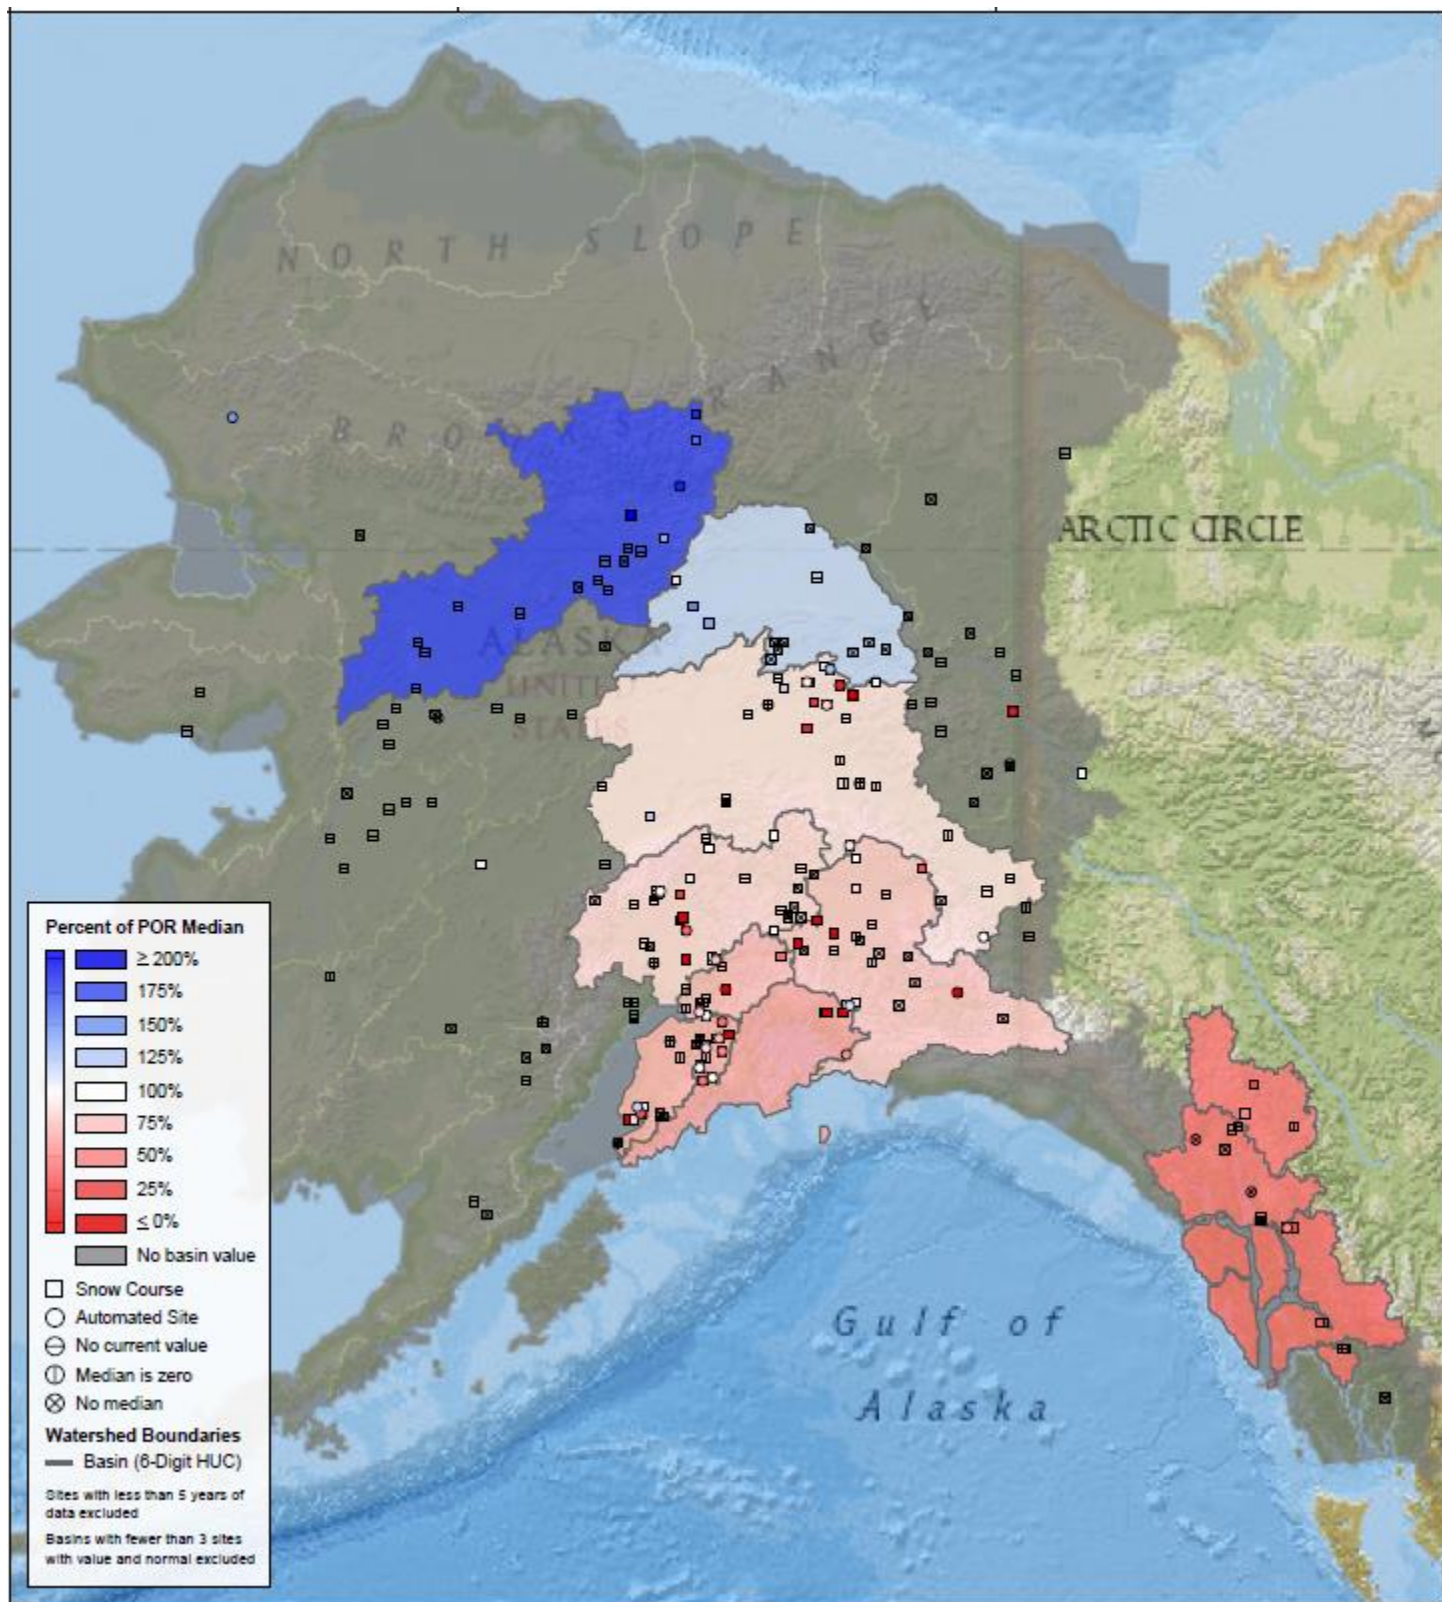 NORTH SLOPE
BROOKS RANGE
ARCTIC CIRCLE
ALASKA
UNITED
STATES
Percent of POR Median
≥ 200%
175%
150%
125%
100%
75%
50%
25%
≤ 0%
No basin value
Snow Course
Automated Site
No current value
Median is zero
No median
Watershed Boundaries
Basin (6-Digit HUC)
Sites with less than 5 years of
data excluded
Basins with fewer than 3 sites
with value and normal excluded
Gulf of
Alaska